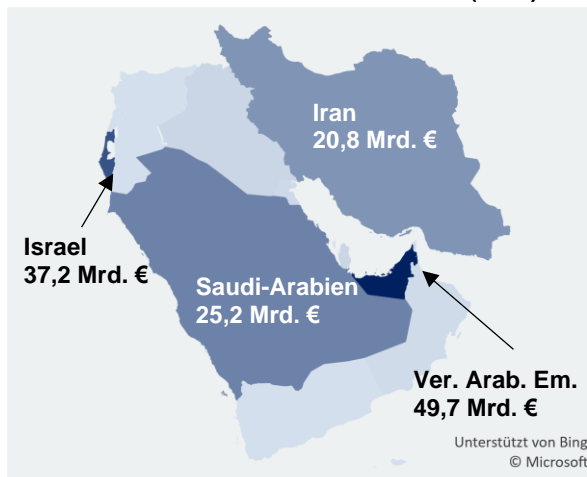 Iran
20,8 Mrd. €
Israel
37,2 Mrd. €
Saudi-Arabien
25,2 Mrd. €
Ver. Arab. Em.
49,7 Mrd. €
Unterstützt von Bing
© Microsoft